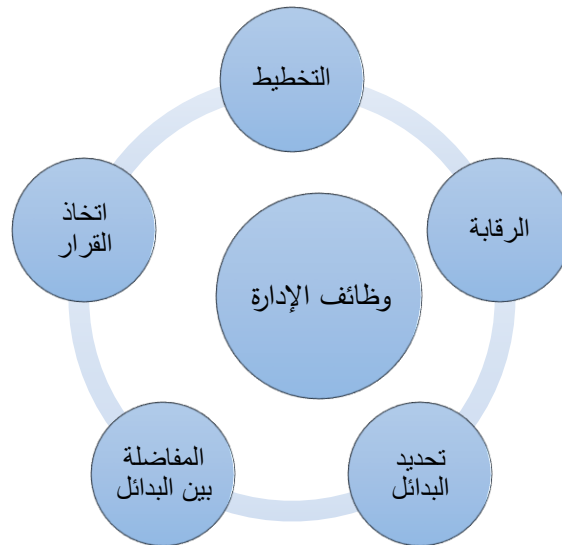 التخطيط
الرقابة
تحديد
البدائل
المفاضلة
بين البدائل
اتخاذ
القرار
وظائف الإدارة